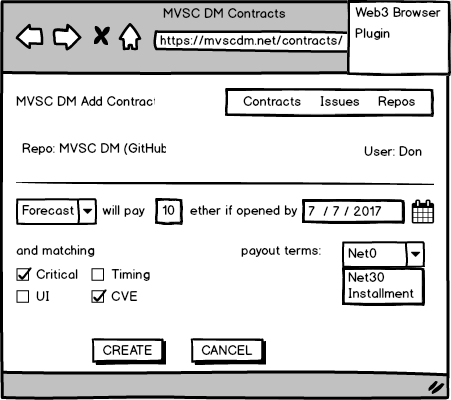 MVSC DM Contracts
Web3 Browser
Plugin
https://mvscdm.net/contracts/
MVSC DM Add Contrac
Contracts Issues Repos
Repo: MVSC DM (GitHub
User: Don
Forecast will pay 10 ether if opened by 7 / 7 / 2017
and matching
payout terms: Net0
Critical Timing
Net30
UI CVE
Installment
CREATE CANCEL